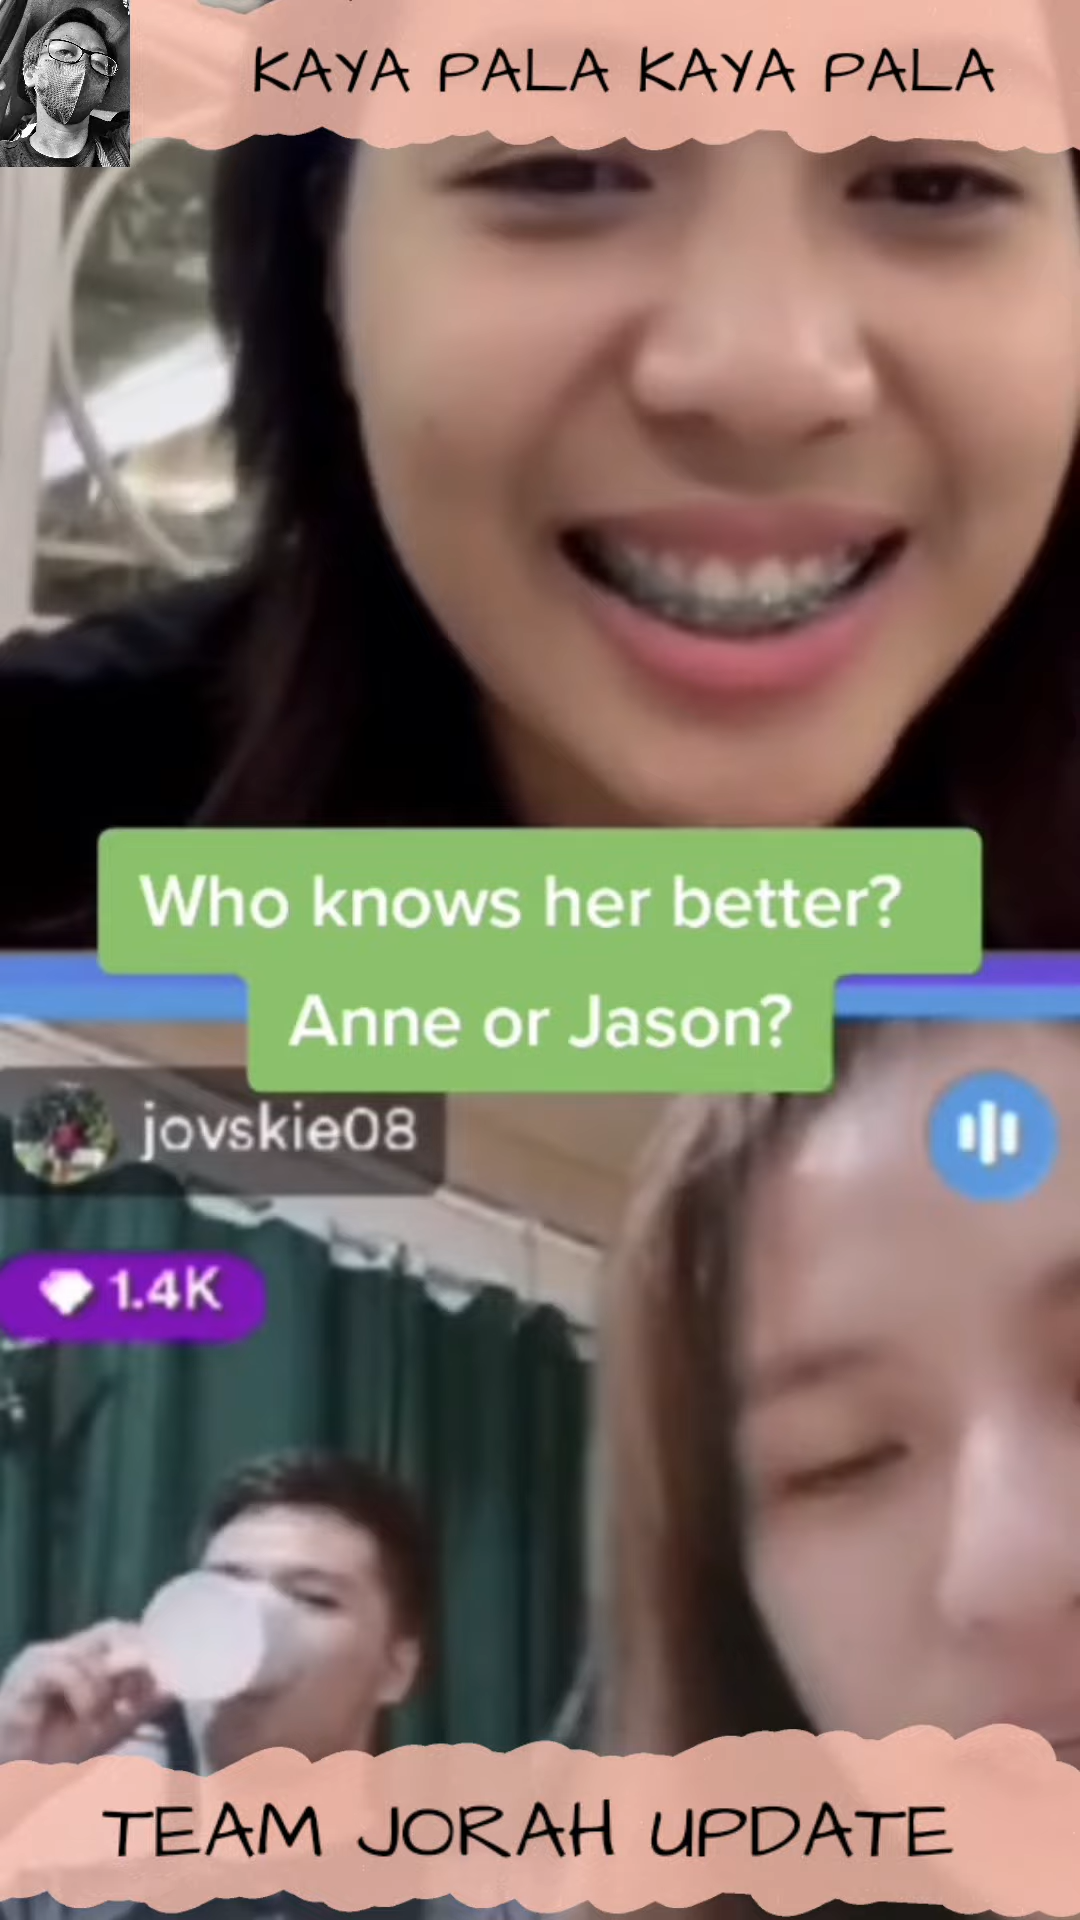 KAYA PALA KAYA PALA
Who knows her better?
Anne or Jason?
jovskie08
1.4K
TEAM JORAH UPDATE